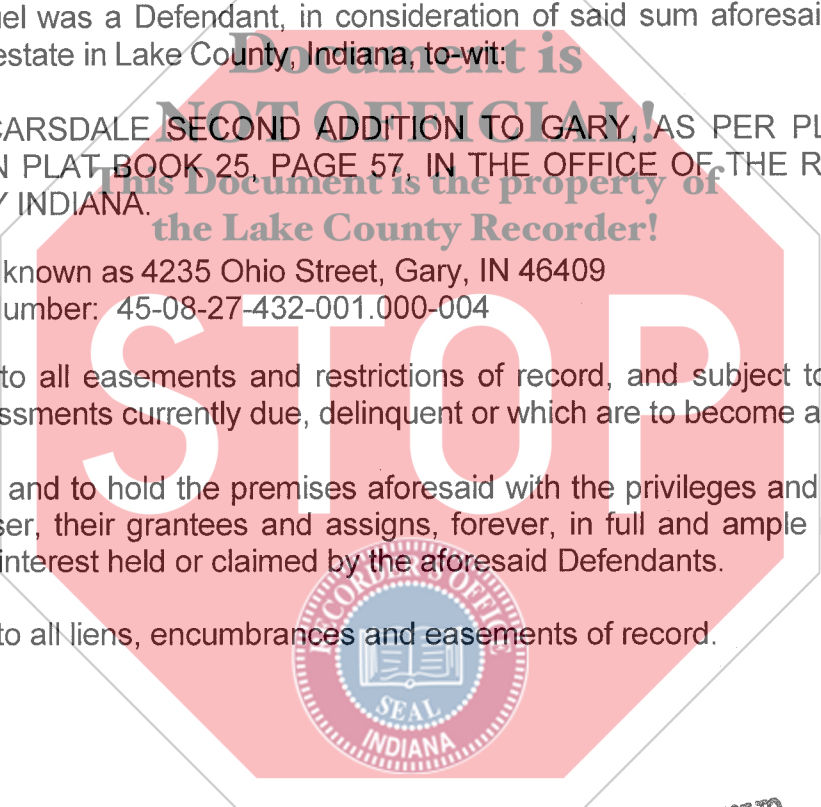 uel was a Defendant, in consideration of said sum aforesai
estate in Lake County, Indiana, to-wit:
Document is
NOT OFFICIAL!
This Document is the property of
the Lake County Recorder!
CARSDALE SECOND ADDITION TO GARY, AS PER PL
N PLAT BOOK 25, PAGE 57, IN THE OFFICE OF THE R
Y INDIANA.
known as 4235 Ohio Street, Gary, IN 46409
umber: 45-08-27-432-001.000-004
STOP
to all easements and restrictions of record, and subject to
ssments currently due, delinquent or which are to become a
and to hold the premises aforesaid with the privileges and
ser, their grantees and assigns, forever, in full and ample
interest held or claimed by the aforesaid Defendants.
to all liens, encumbrances and easements of record.
RECORDER'S OFFICE
SEAL
INDIANA